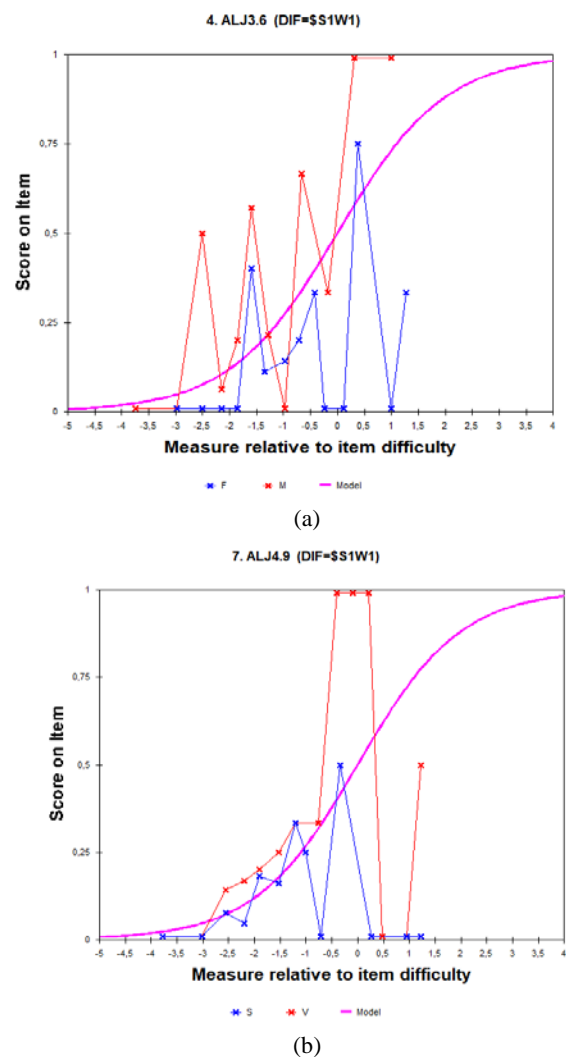 4. ALJ3.6 (DIF=$S1W1)
1
0,75
0,5
0,25
0
Score on Item
-5 -4,5 -4 -3,5 -3 -2,5 -2 -1,5 -1 -0,5 0 0,5 1 1,5 2 2,5 3 3,5 4
Measure relative to item difficulty
F M Model
(a)
7. ALJ4.9 (DIF=$S1W1)
1
0,75
0,5
0,25
0
Score on Item
-5 -4,5 -4 -3,5 -3 -2,5 -2 -1,5 -1 -0,5 0 0,5 1 1,5 2 2,5 3 3,5 4
Measure relative to item difficulty
S V Model
(b)